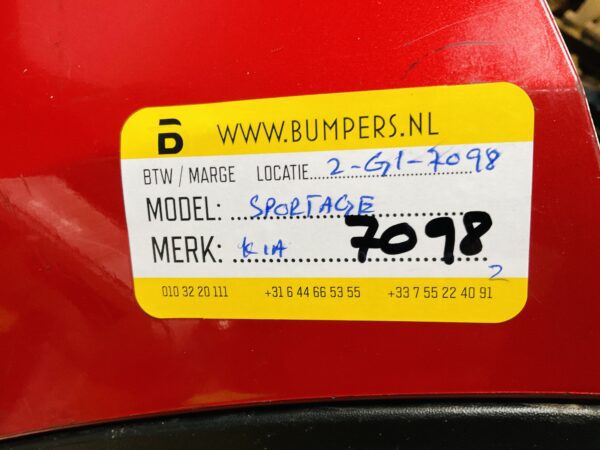 B WWW.BUMPERS.NL
BTW / MARGE LOCATIE 2-G1-7098
MODEL: SPORTAGE
MERK: KIA 7098
2
010 32 20 111 +31 6 44 66 53 55 +33 7 55 22 40 91